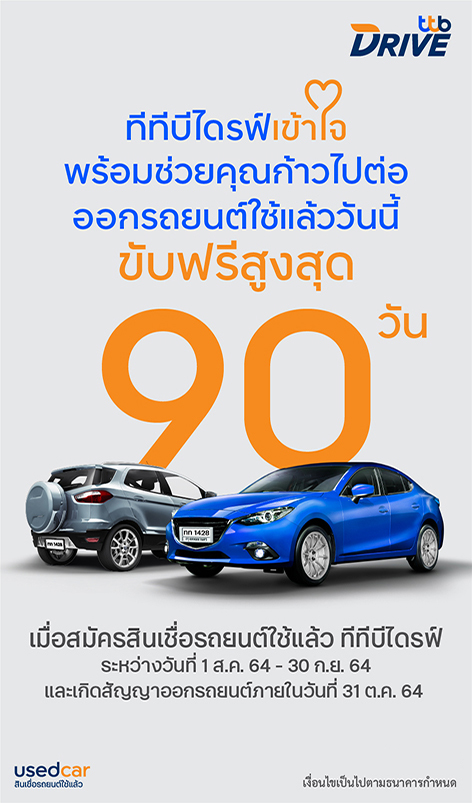 ttb
DRIVE
ทีทีบีไดรฟ์เข้าใจ
พร้อมช่วยคุณก้าวไปต่อ
ออกรถยนต์ใช้แล้ววันนี้
ขับฟรีสูงสุด
90 วัน
กก 1428
กก 1428
เมื่อสมัครสินเชื่อรถยนต์ใช้แล้ว ทีทีบีไดรฟ์
ระหว่างวันที่ 1 ส.ค. 64 - 30 ก.ย. 64
และเกิดสัญญาออกรถยนต์ภายในวันที่ 31 ต.ค. 64
usedcar
สินเชื่อรถยนต์ใช้แล้ว
เงื่อนไขเป็นไปตามธนาคารกำหนด